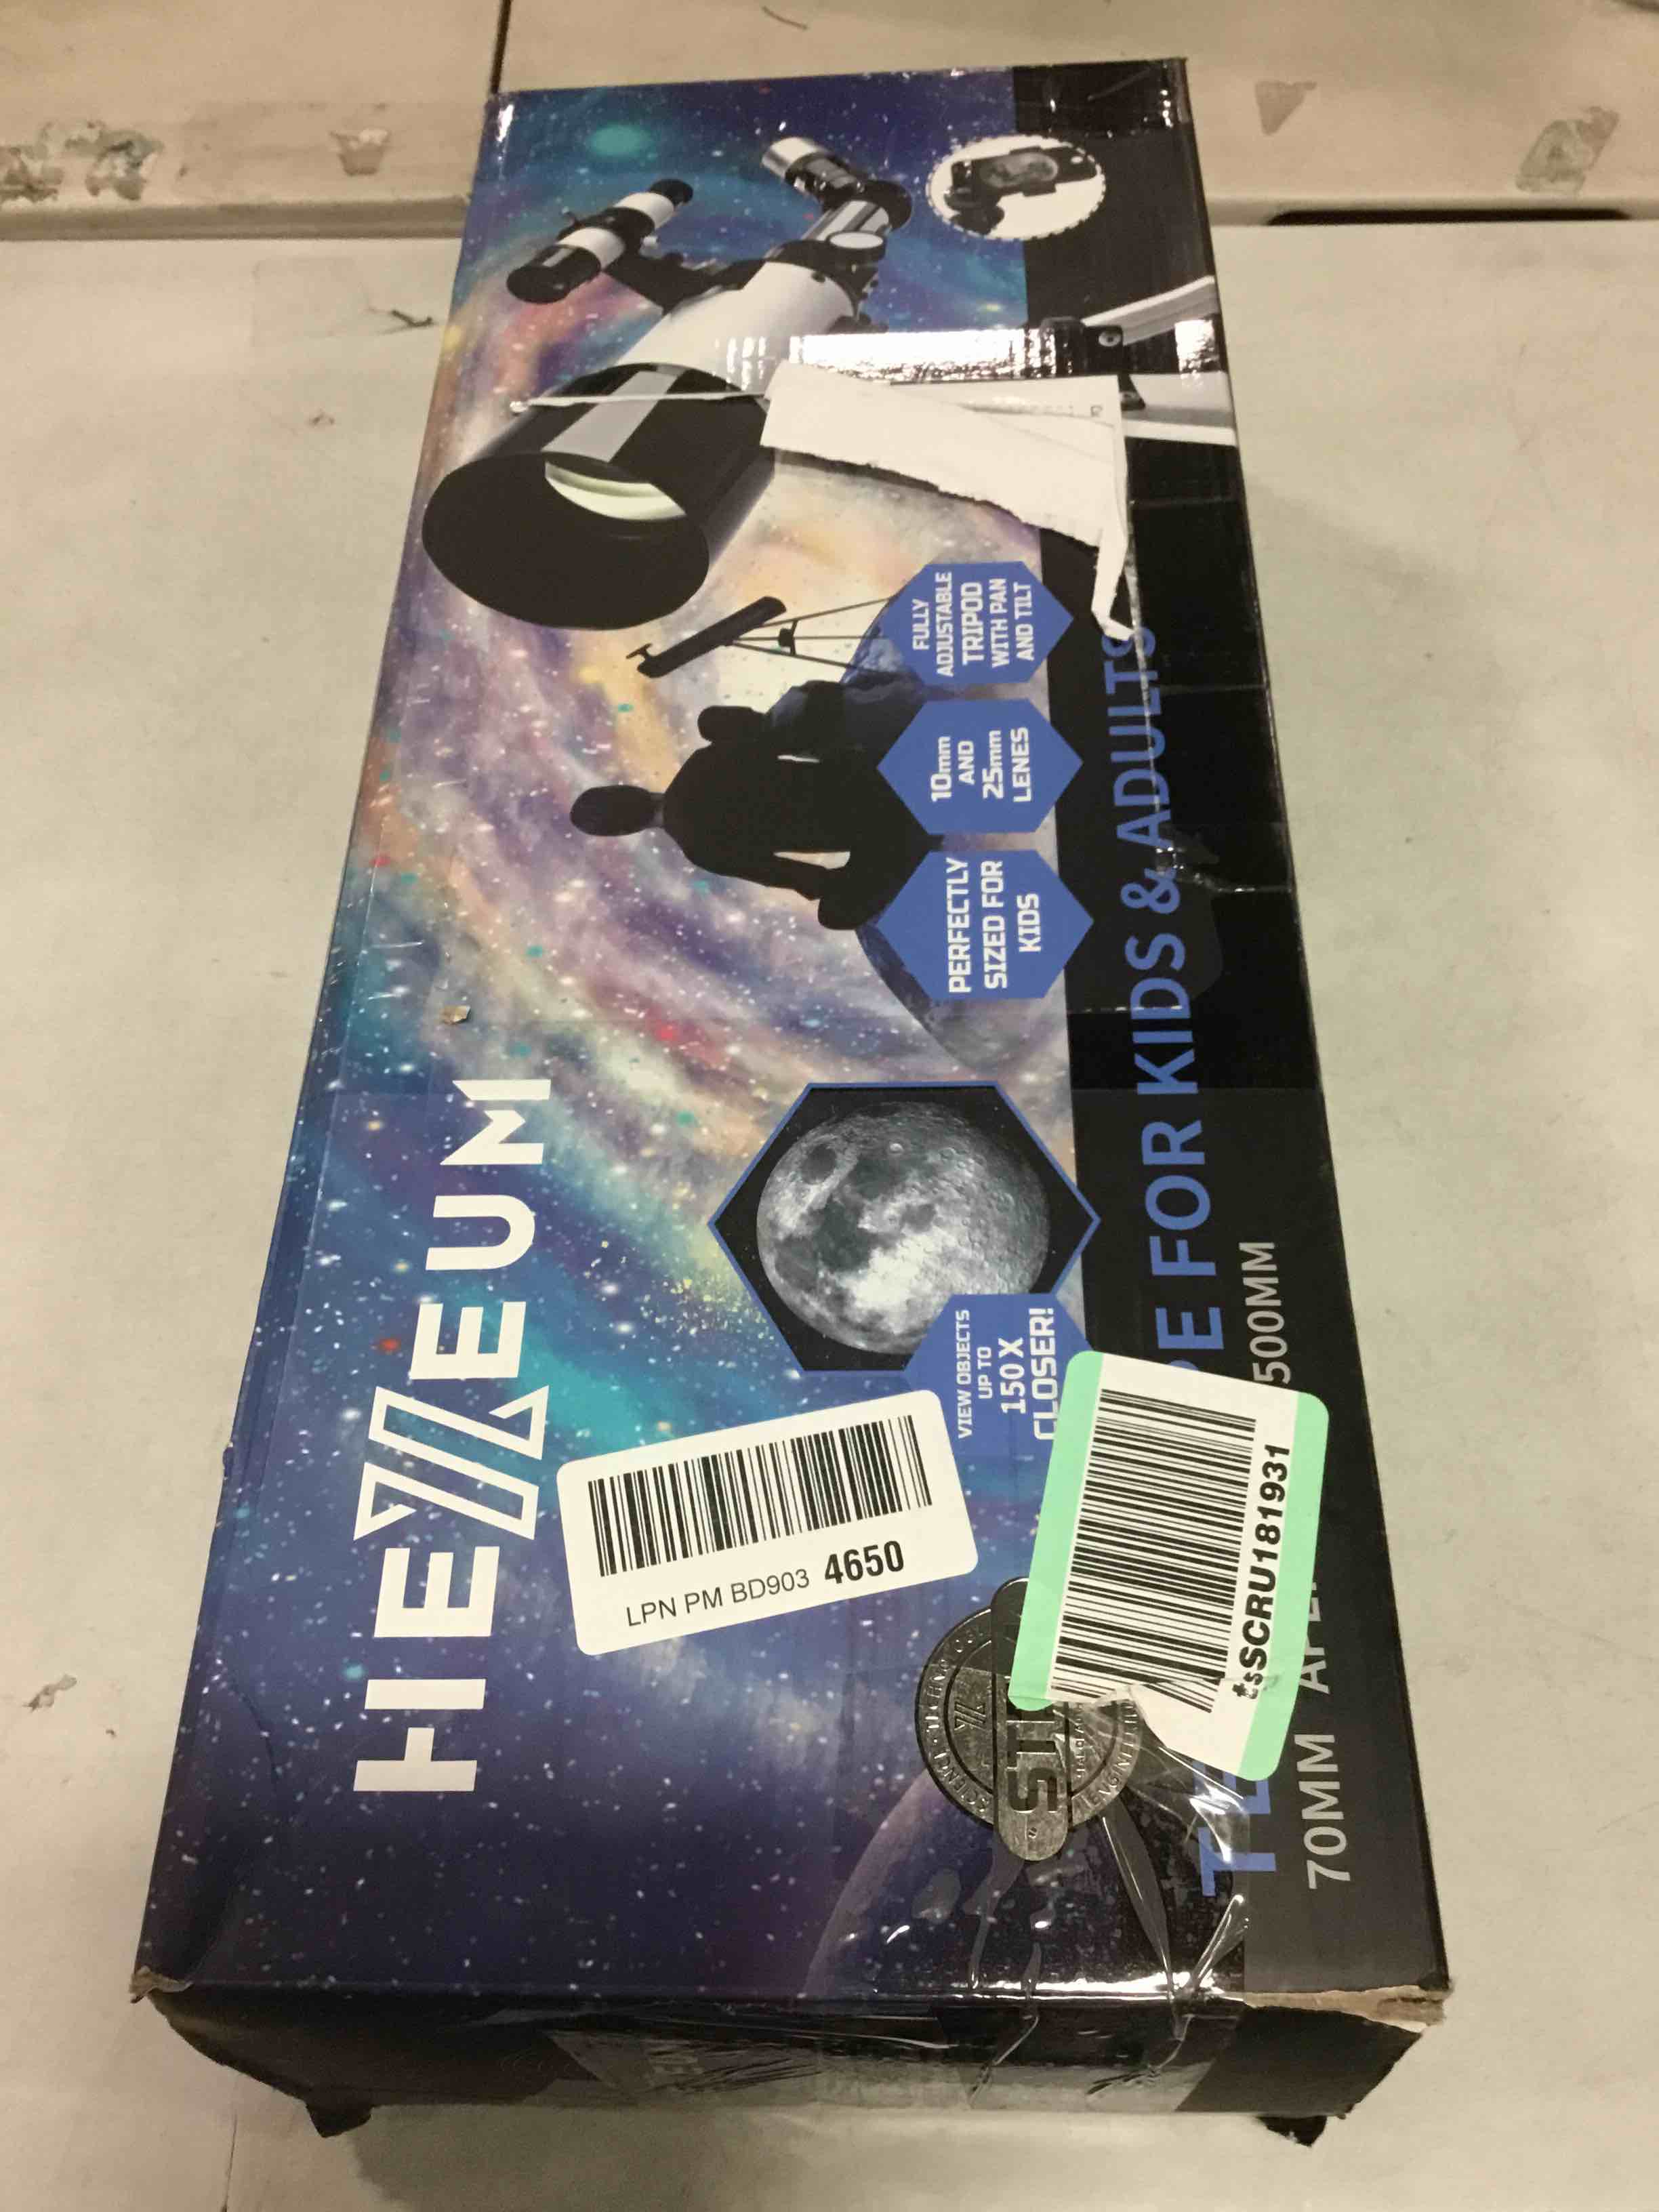 HEXEUM
VIEW OBJECTS
UP TO
150 X
CLOSER!
PERFECTLY
SIZED FOR
KIDS
10mm
AND
25mm
LENES
FULLY
ADJUSTABLE
TRIPOD
WITH PAN
AND TILT
FOR KIDS & ADULTS
70MM
500MM
LPN PM BD903 4650
tsSCRU181931